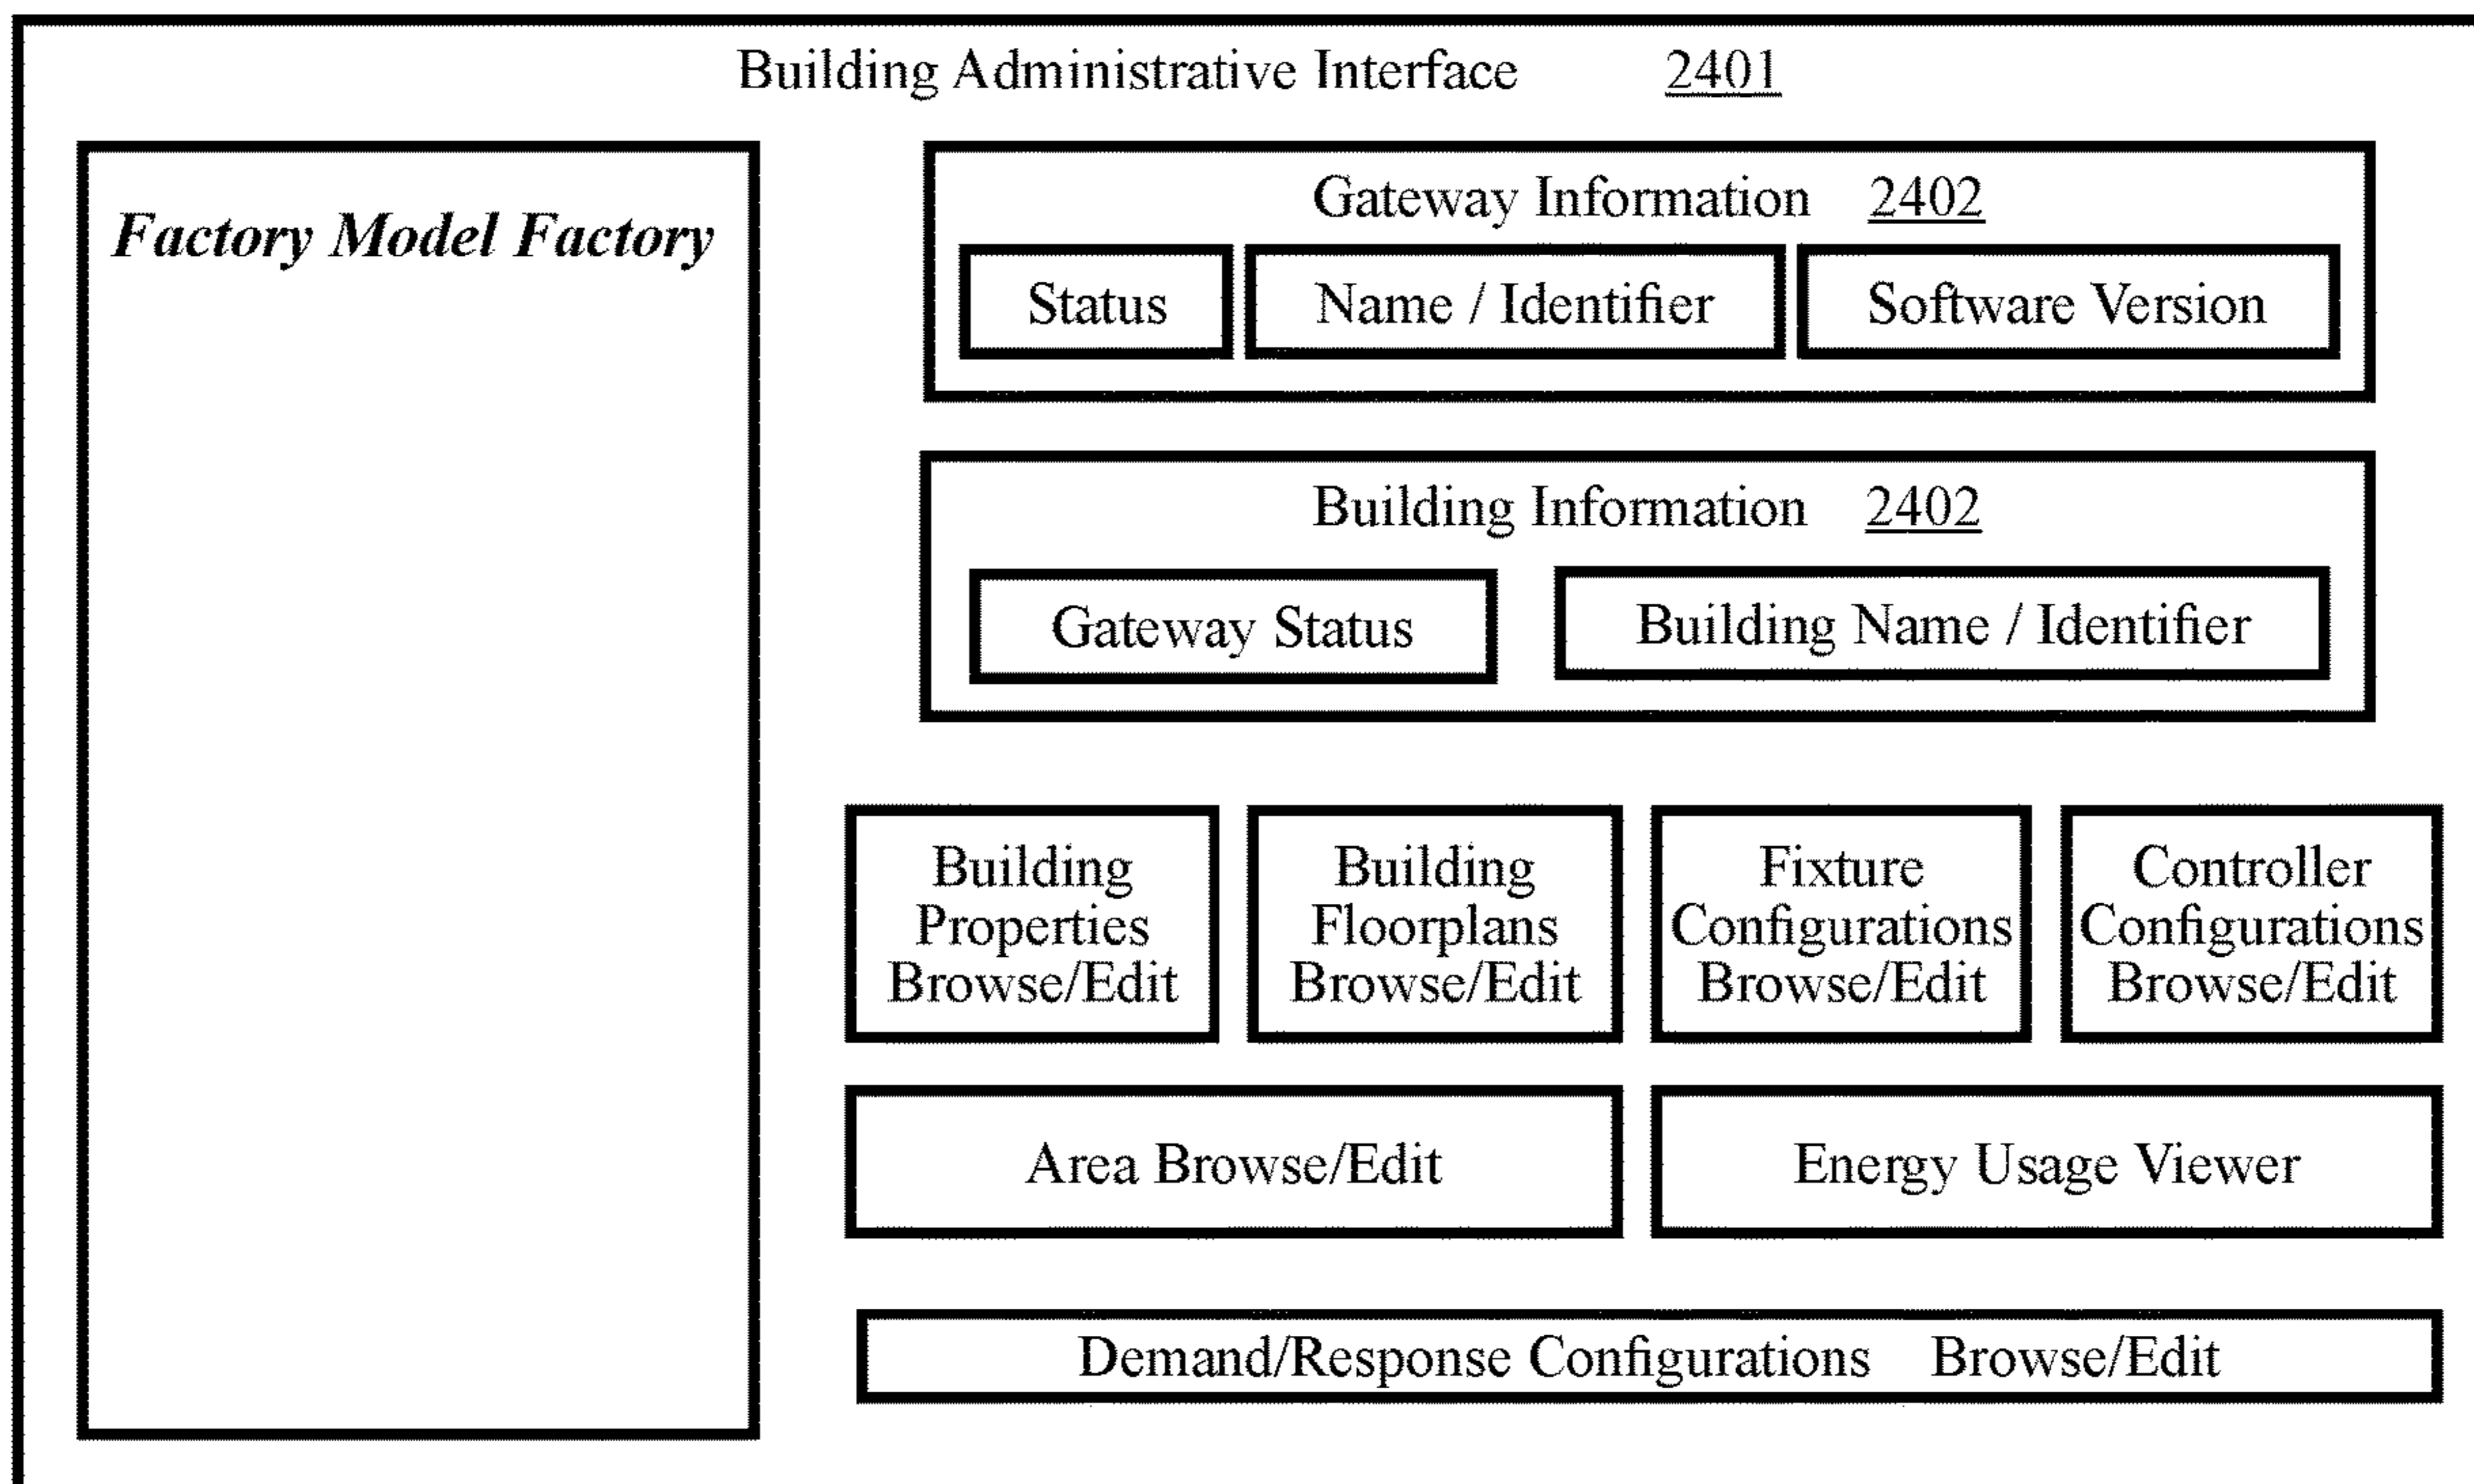 Building Administrative Interface 2401
Factory Model Factory
Gateway Information 2402
Status
Name / Identifier
Software Version
Building Information 2402
Gateway Status
Building Name / Identifier
Building
Properties
Browse/Edit
Building
Floorplans
Browse/Edit
Fixture
Configurations
Browse/Edit
Controller
Configurations
Browse/Edit
Area Browse/Edit
Energy Usage Viewer
Demand/Response Configurations Browse/Edit